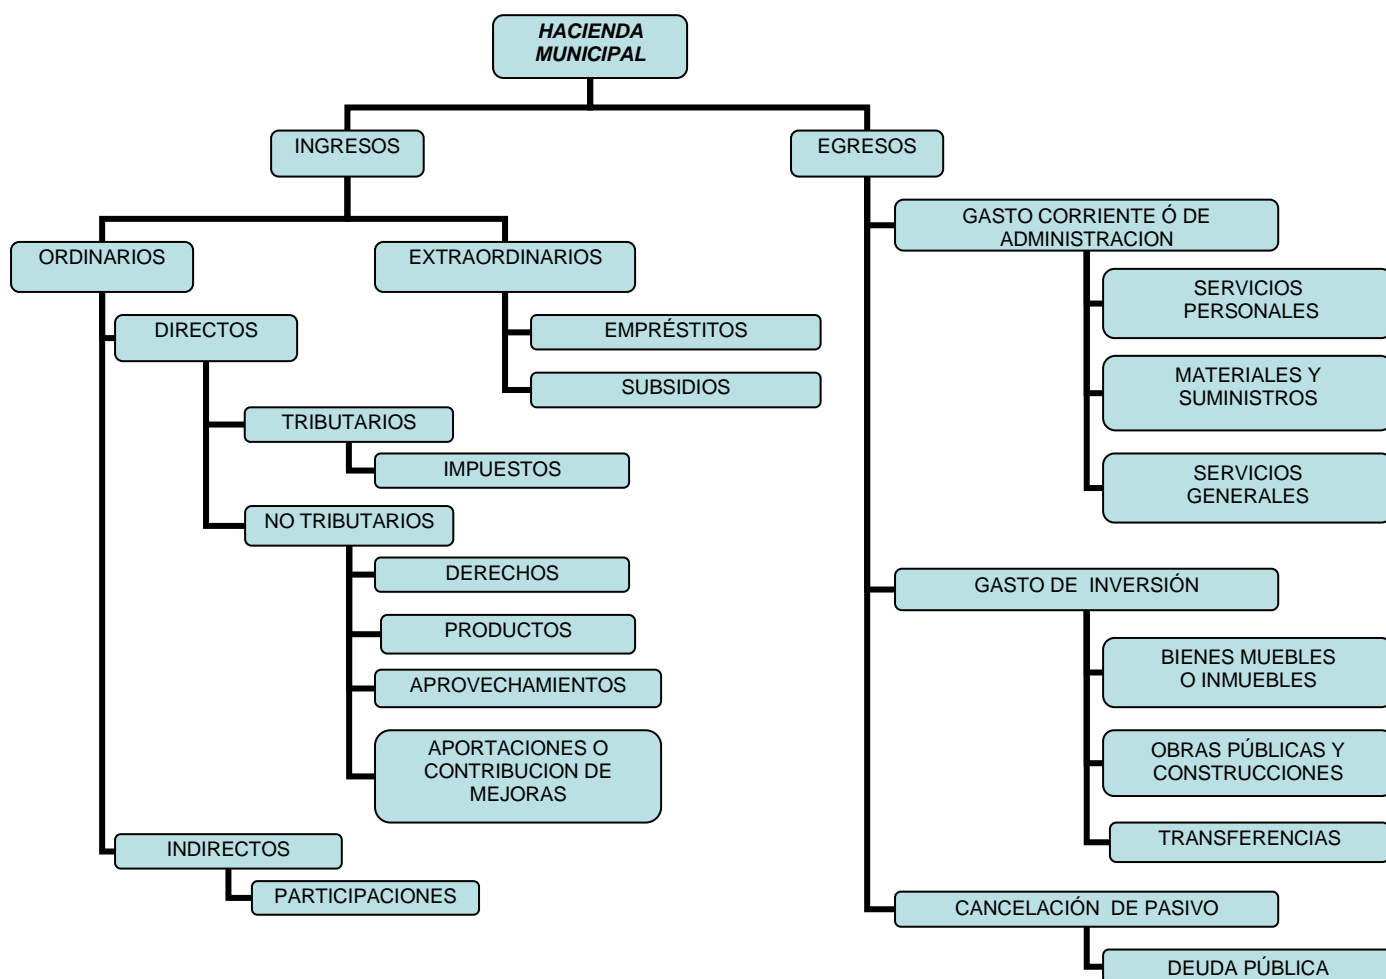 HACIENDA
MUNICIPAL
INGRESOS
EGRESOS
ORDINARIOS
EXTRAORDINARIOS
DIRECTOS
EMPRÉSTITOS
SUBSIDIOS
TRIBUTARIOS
IMPUESTOS
NO TRIBUTARIOS
DERECHOS
PRODUCTOS
APROVECHAMIENTOS
APORTACIONES O
CONTRIBUCION DE
MEJORAS
INDIRECTOS
PARTICIPACIONES
GASTO CORRIENTE Ó DE
ADMINISTRACION
SERVICIOS
PERSONALES
MATERIALES Y
SUMINISTROS
SERVICIOS
GENERALES
GASTO DE  INVERSIÓN
BIENES MUEBLES
O INMUEBLES
OBRAS PÚBLICAS Y
CONSTRUCCIONES
TRANSFERENCIAS
CANCELACIÓN  DE PASIVO
DEUDA PÚBLICA